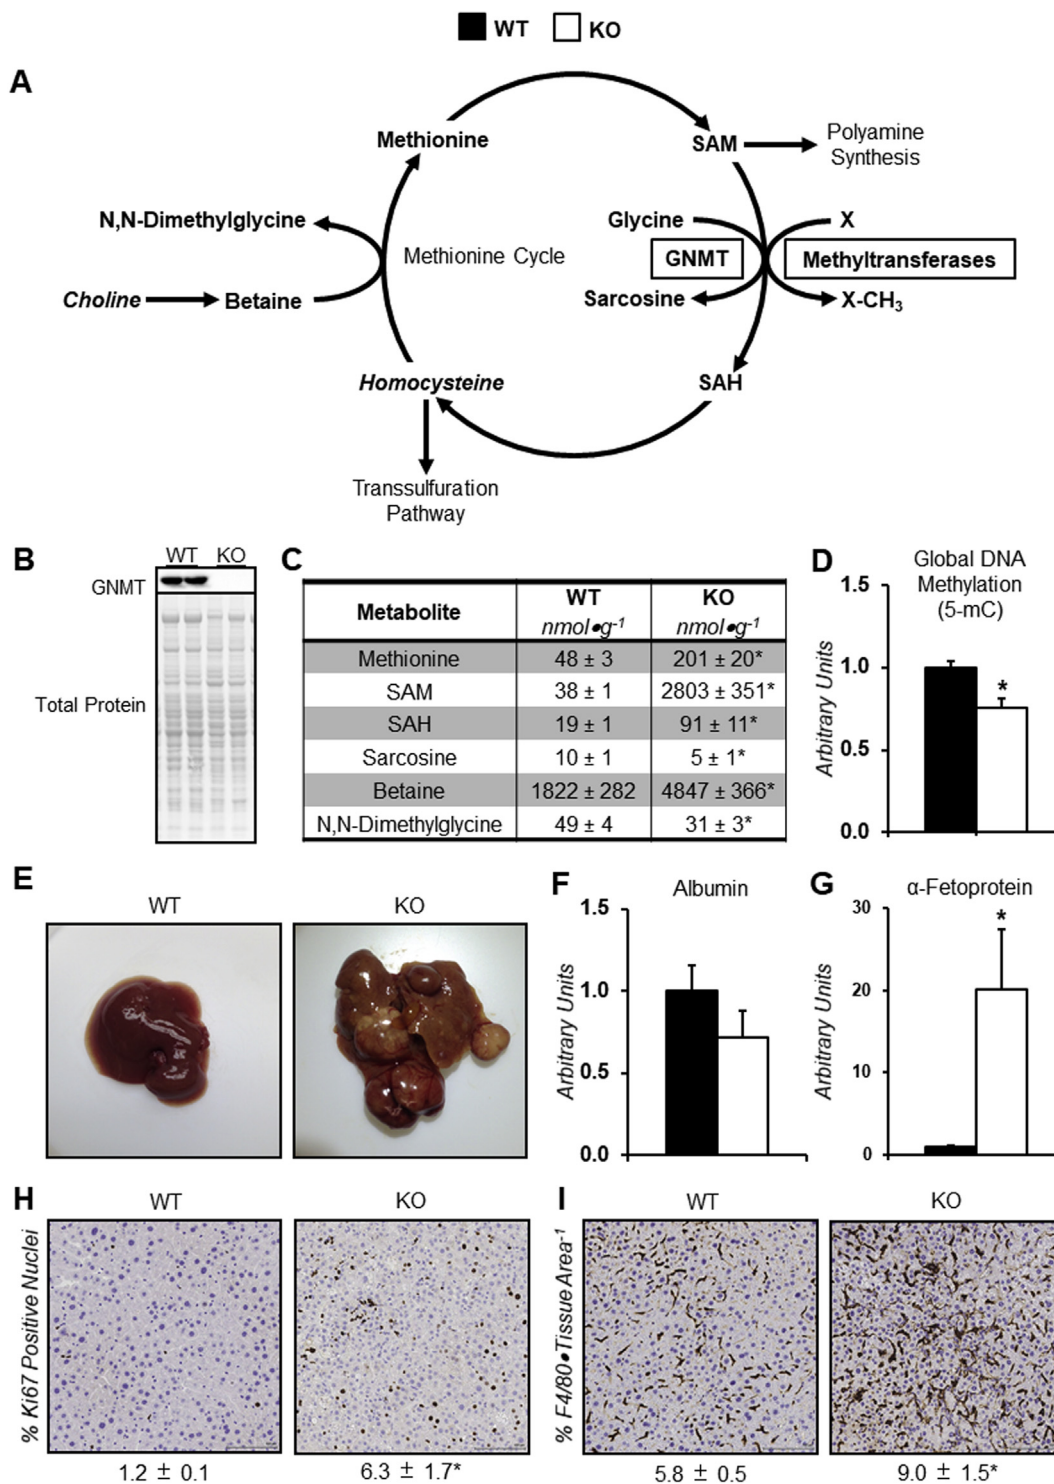 WT KO
A
Methionine
SAM
Polyamine
Synthesis
N,N-Dimethylglycine
Glycine
X
Methionine Cycle
GNMT
Methyltransferases
Choline
Betaine
Sarcosine
X-CH₃
Homocysteine
SAH
Transsulfuration
Pathway
B
WT KO
GNMT
Total Protein
C
Metabolite WT KO
nmol•g⁻¹ nmol•g⁻¹
Methionine 48 ± 3 201 ± 20*
SAM 38 ± 1 2803 ± 351*
SAH 19 ± 1 91 ± 11*
Sarcosine 10 ± 1 5 ± 1*
Betaine 1822 ± 282 4847 ± 366*
N,N-Dimethylglycine 49 ± 4 31 ± 3*
D
Global DNA
Methylation
(5-mC)
Arbitrary Units
1.5
1.0
0.5
0.0
*
E
WT
KO
F
Albumin
Arbitrary Units
1.5
1.0
0.5
0.0
G
α-Fetoprotein
Arbitrary Units
30
20
10
0
*
H
WT
KO
% Ki67 Positive Nuclei
1.2 ± 0.1
6.3 ± 1.7*
I
WT
KO
% F4/80•Tissue Area⁻¹
5.8 ± 0.5
9.0 ± 1.5*